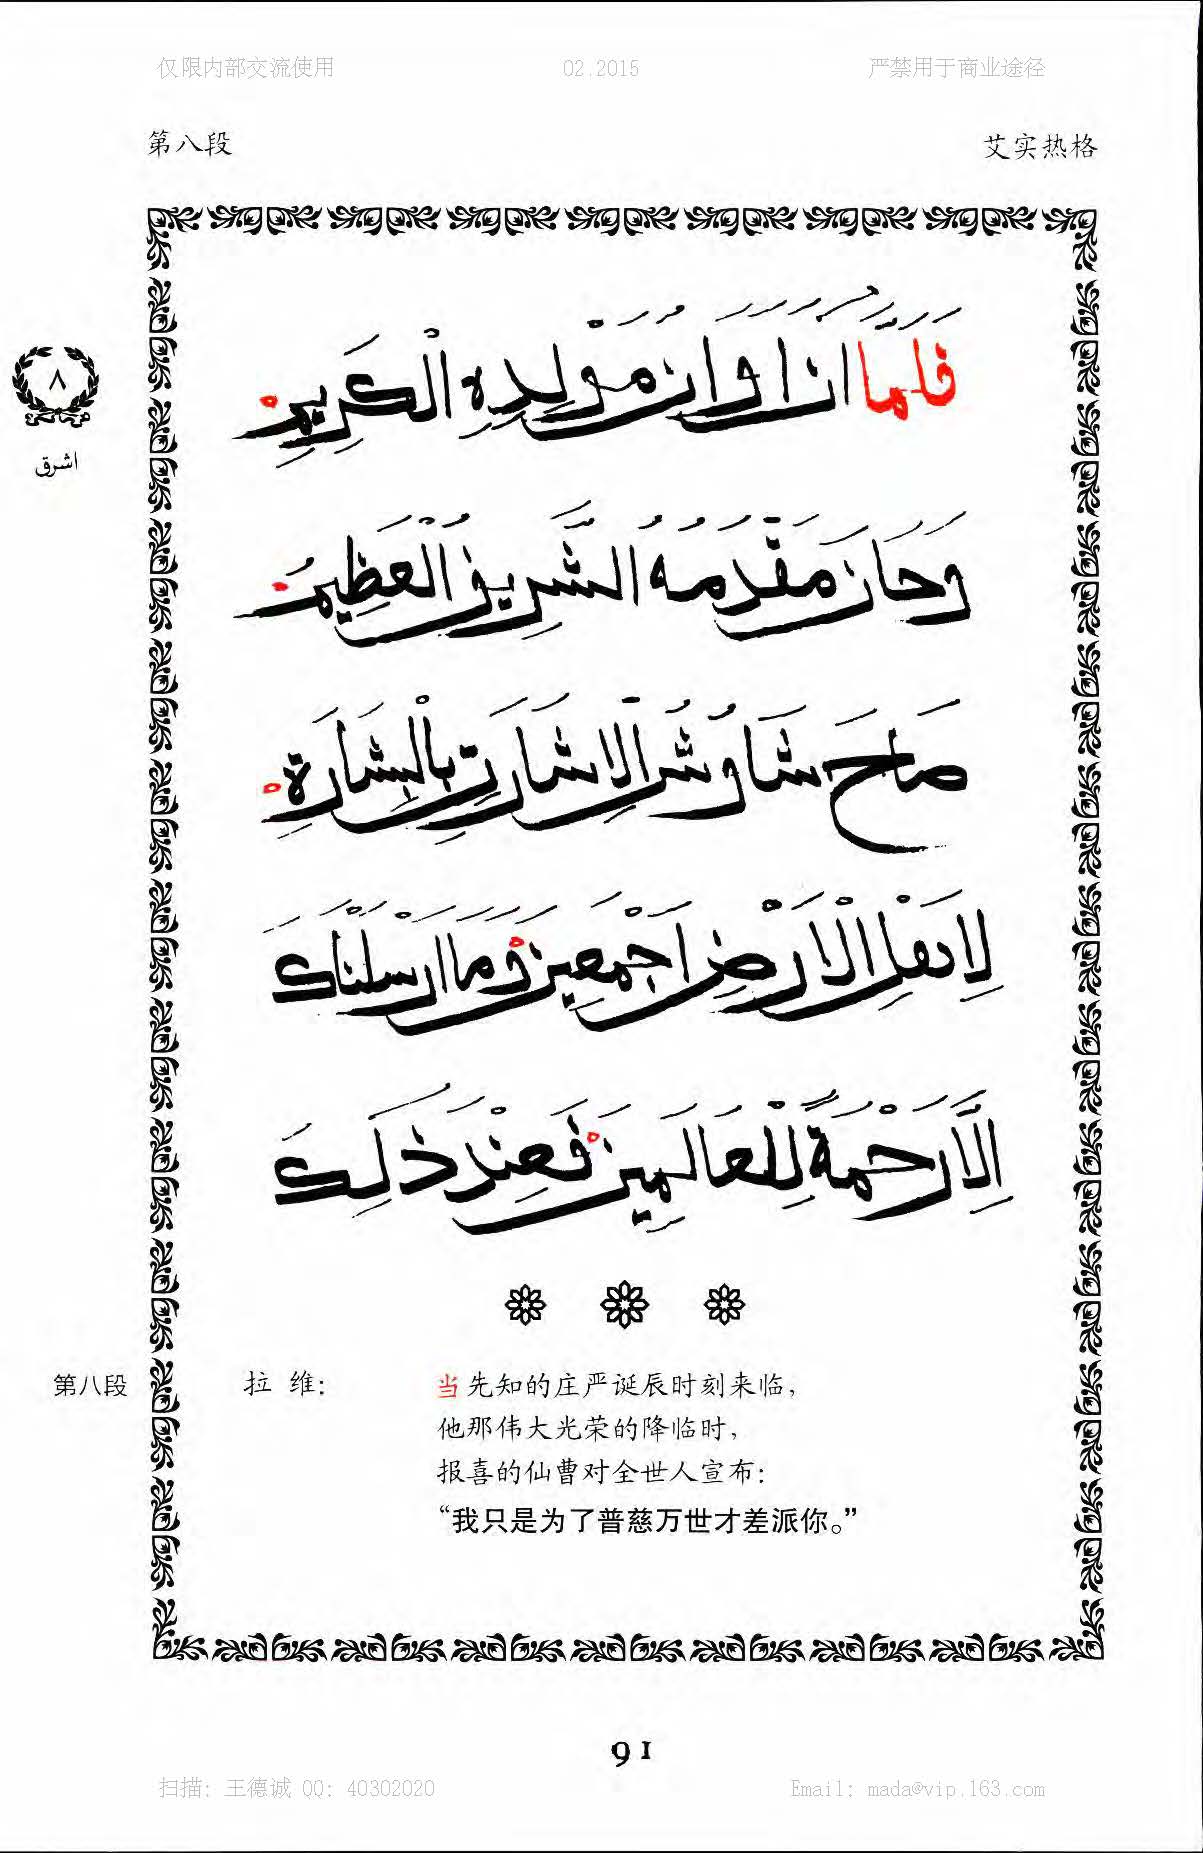 仅限内部交流使用 02.2015 严禁用于商业途径
第八段 艾实热格
فَلَمَّا اَنْ اَوَانُ مَوْلِدِهِ الْكَرِيمِ
٨
اشرق
وَحَانَ مَقْدَمُهُ الشَّرِيفُ الْعَظِيمُ
صَاحَ شَاوُشُ الْاِشَارَتِ بِالْبِشَارَةِ
لِاَهْلِ الْاَرْضِ اَجْمَعِينَ وَمَا اَرْسَلْنَاكَ
اِلَّا رَحْمَةً لِلْعَالَمِينَ فَعِنْدَ ذَلِكَ
第八段 拉 维： 当先知的庄严诞辰时刻来临，
他那伟大光荣的降临时，
报喜的仙曹对全世人宣布：
“我只是为了普慈万世才差派你。”
91
扫描: 王德诚 QQ: 40302020 Email: mada@vip.163.com